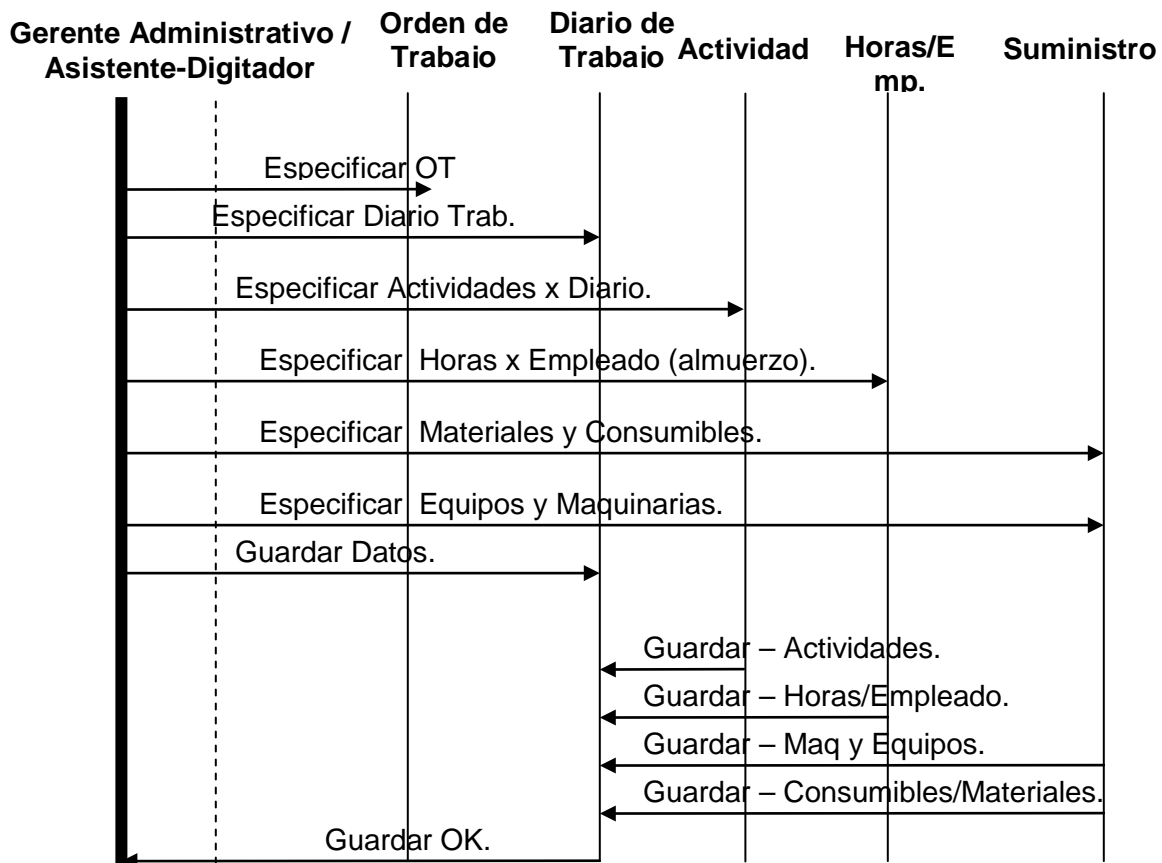 Gerente Administrativo /
Asistente-Digitador
Orden de
Trabajo
Diario de
Trabajo
Actividad
Horas/E
mp.
Suministro
Especificar OT
Especificar Diario Trab.
Especificar Actividades x Diario.
Especificar Horas x Empleado (almuerzo).
Especificar Materiales y Consumibles.
Especificar Equipos y Maquinarias.
Guardar Datos.
Guardar – Actividades.
Guardar – Horas/Empleado.
Guardar – Maq y Equipos.
Guardar – Consumibles/Materiales.
Guardar OK.